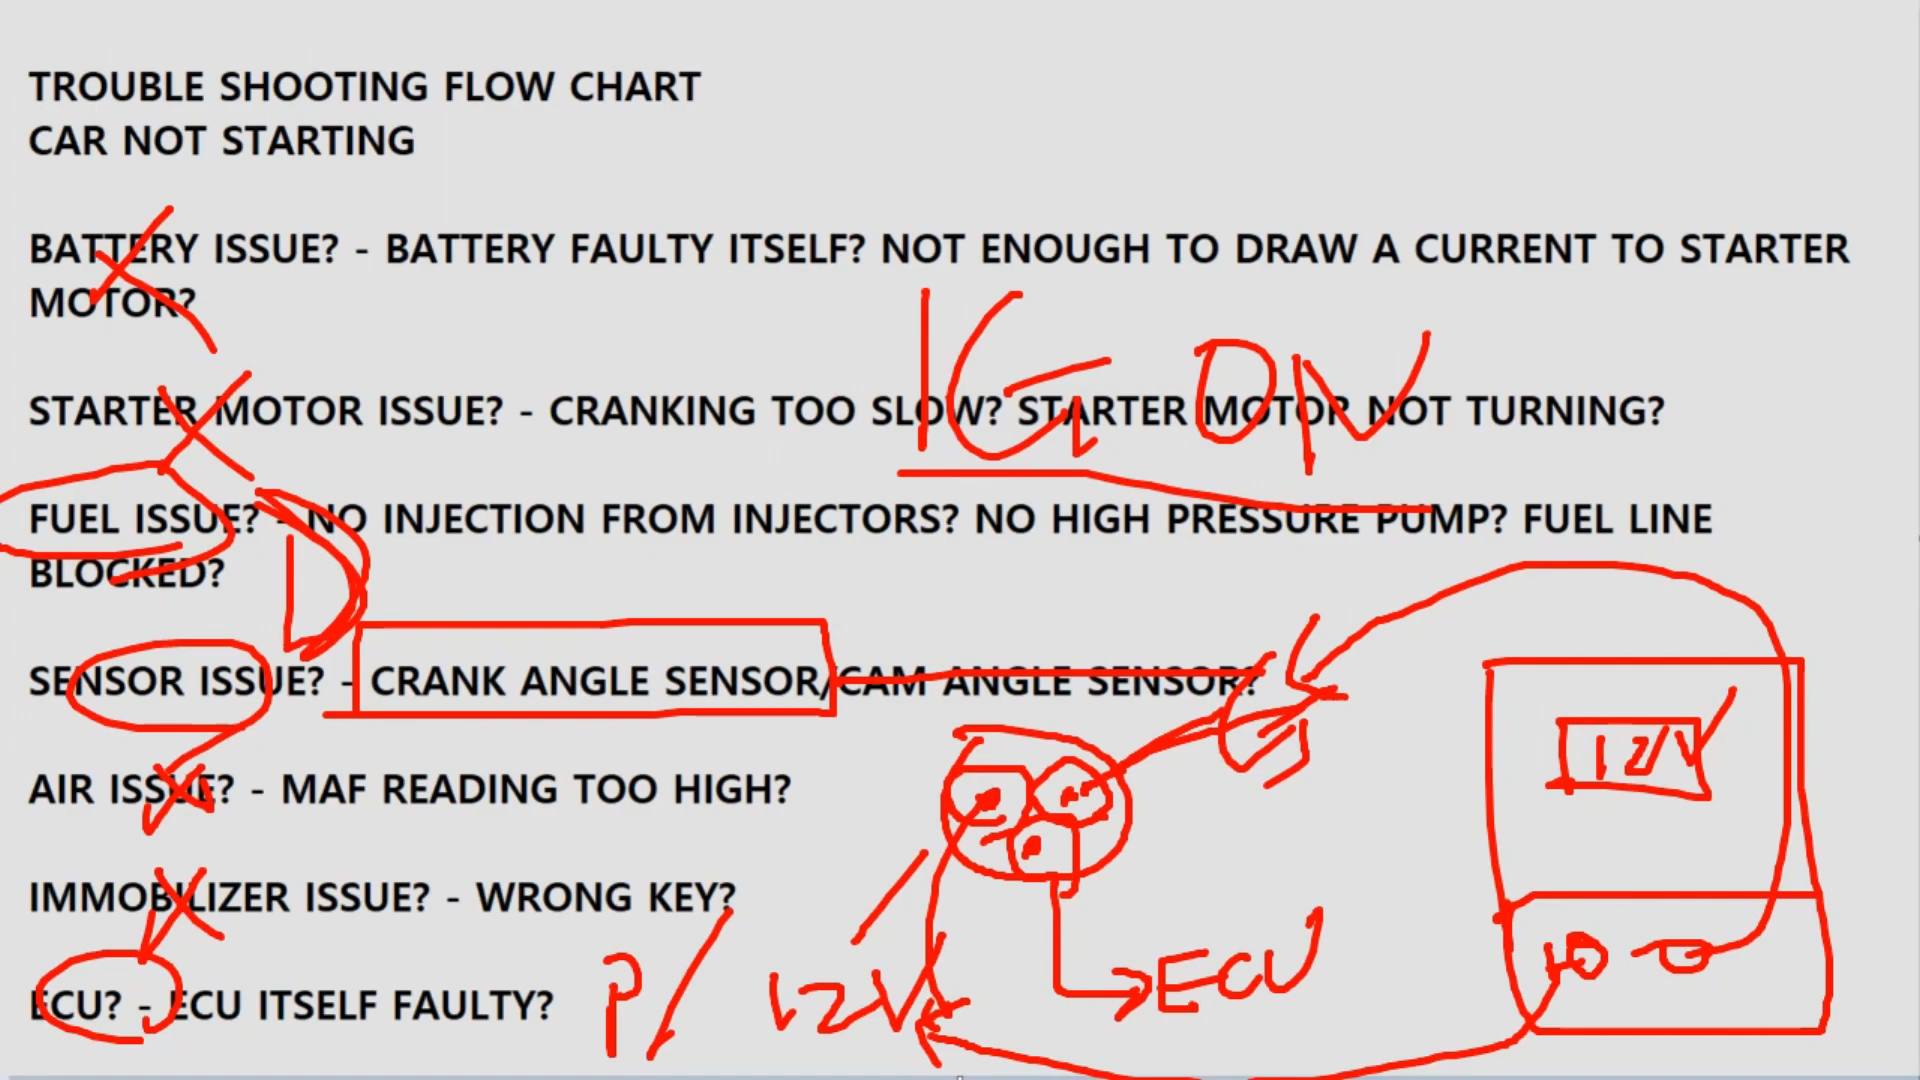 TROUBLE SHOOTING FLOW CHART
CAR NOT STARTING
BATTERY ISSUE? - BATTERY FAULTY ITSELF? NOT ENOUGH TO DRAW A CURRENT TO STARTER
MOTOR?
IG ON
STARTER MOTOR ISSUE? - CRANKING TOO SLOW? STARTER MOTOR NOT TURNING?
FUEL ISSUE? - NO INJECTION FROM INJECTORS? NO HIGH PRESSURE PUMP? FUEL LINE
BLOCKED?
SENSOR ISSUE? - CRANK ANGLE SENSOR/CAM ANGLE SENSOR?
G
12V
AIR ISSUE? - MAF READING TOO HIGH?
IMMOBILIZER ISSUE? - WRONG KEY?
ECU? - ECU ITSELF FAULTY?
P/
12V
ECU